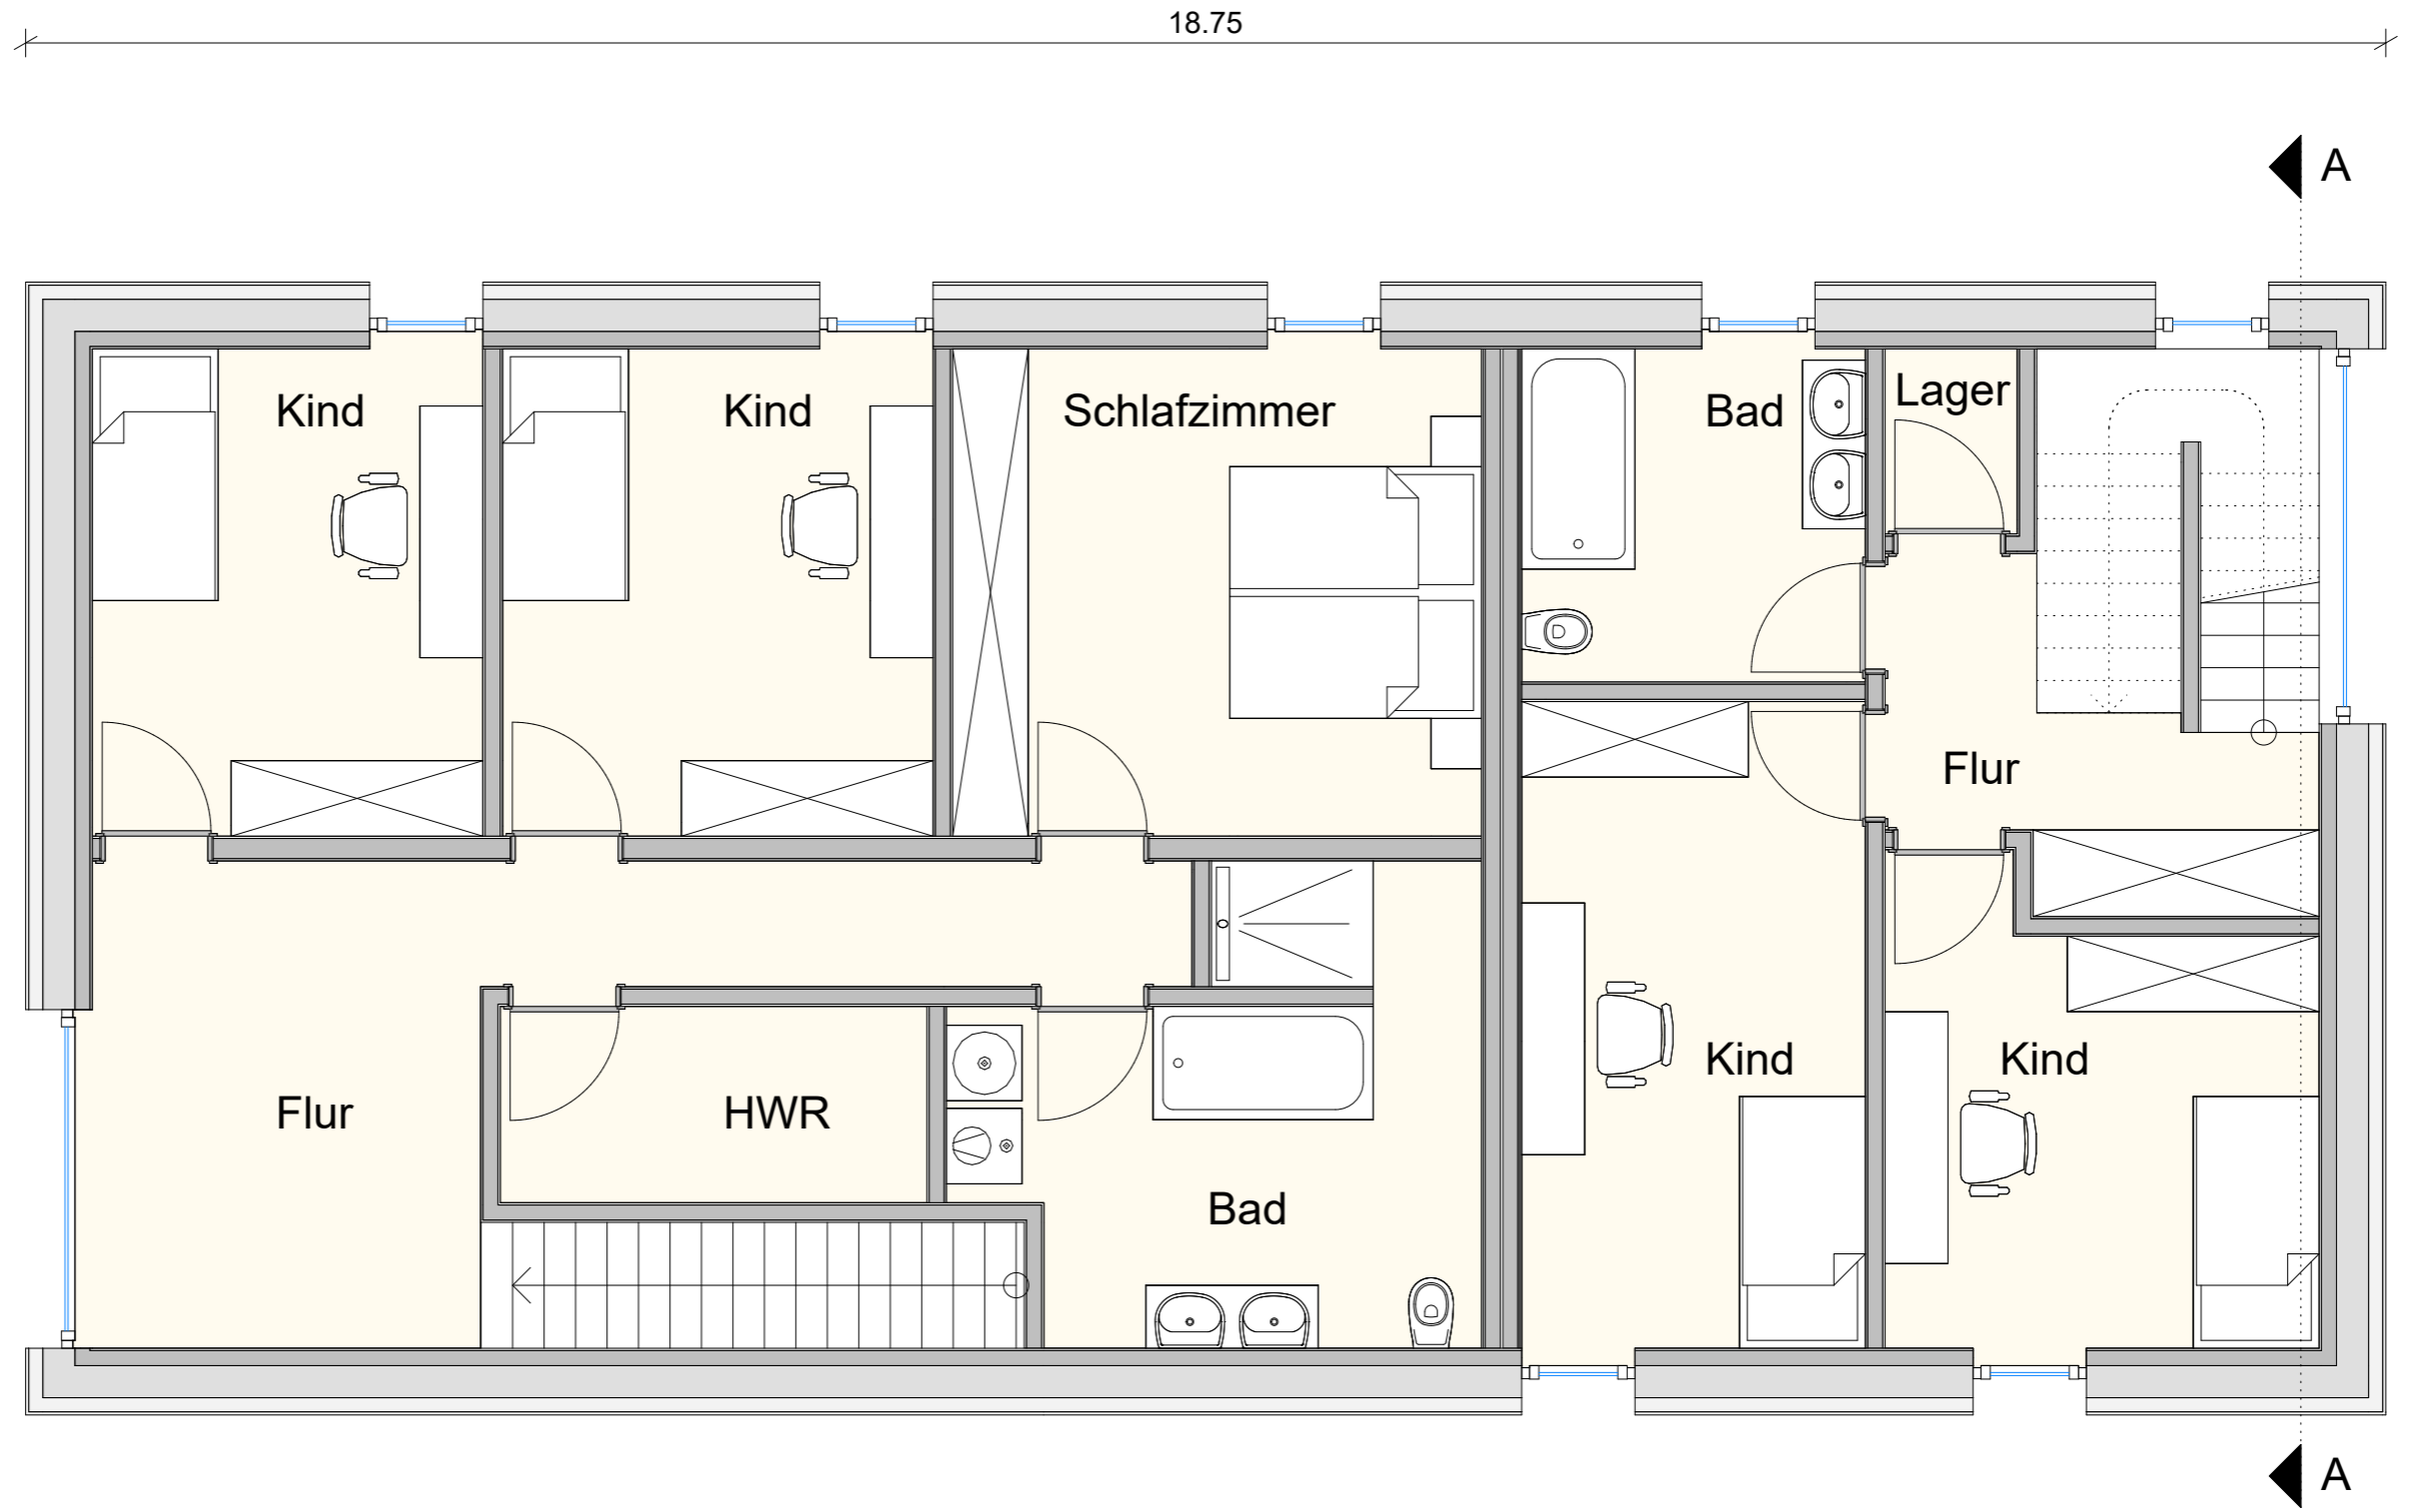 18.75
A
Kind
Kind
Schlafzimmer
Bad
Lager
Flur
Flur
HWR
Bad
Kind
Kind
A